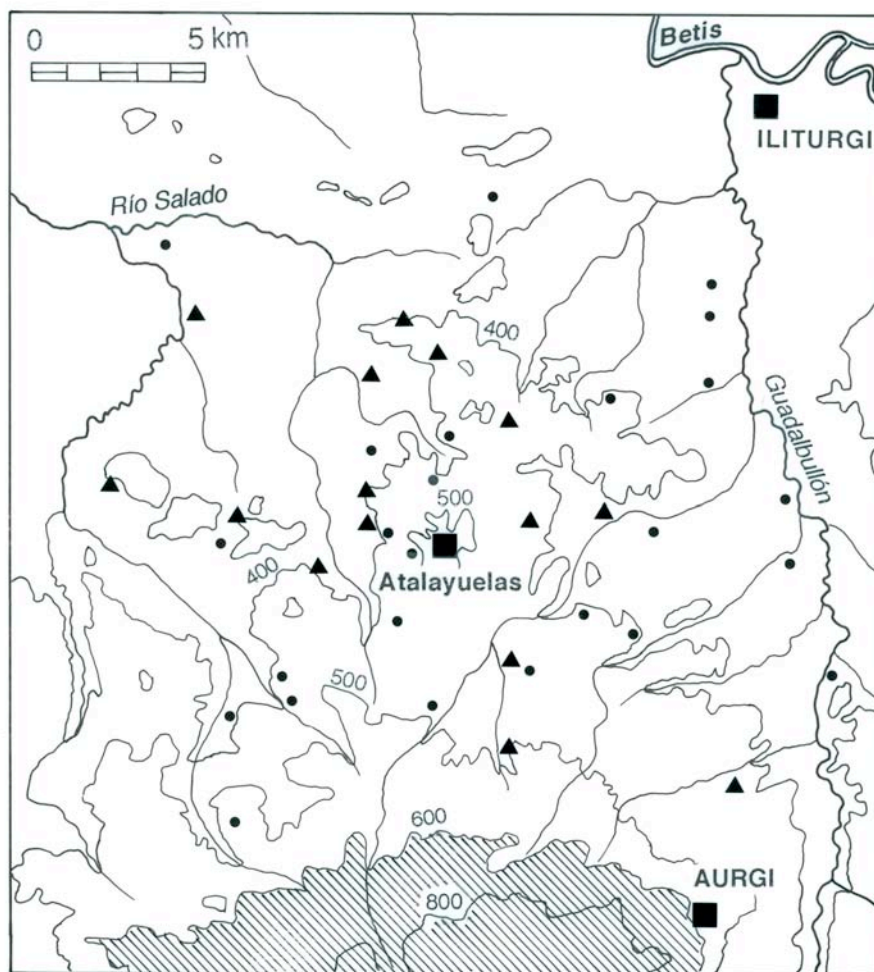 0 5 km
Betis
ILITURGI
Río Salado
400
Guadalbullón
500
Atalayuelas
400
500
600
800
AURGI